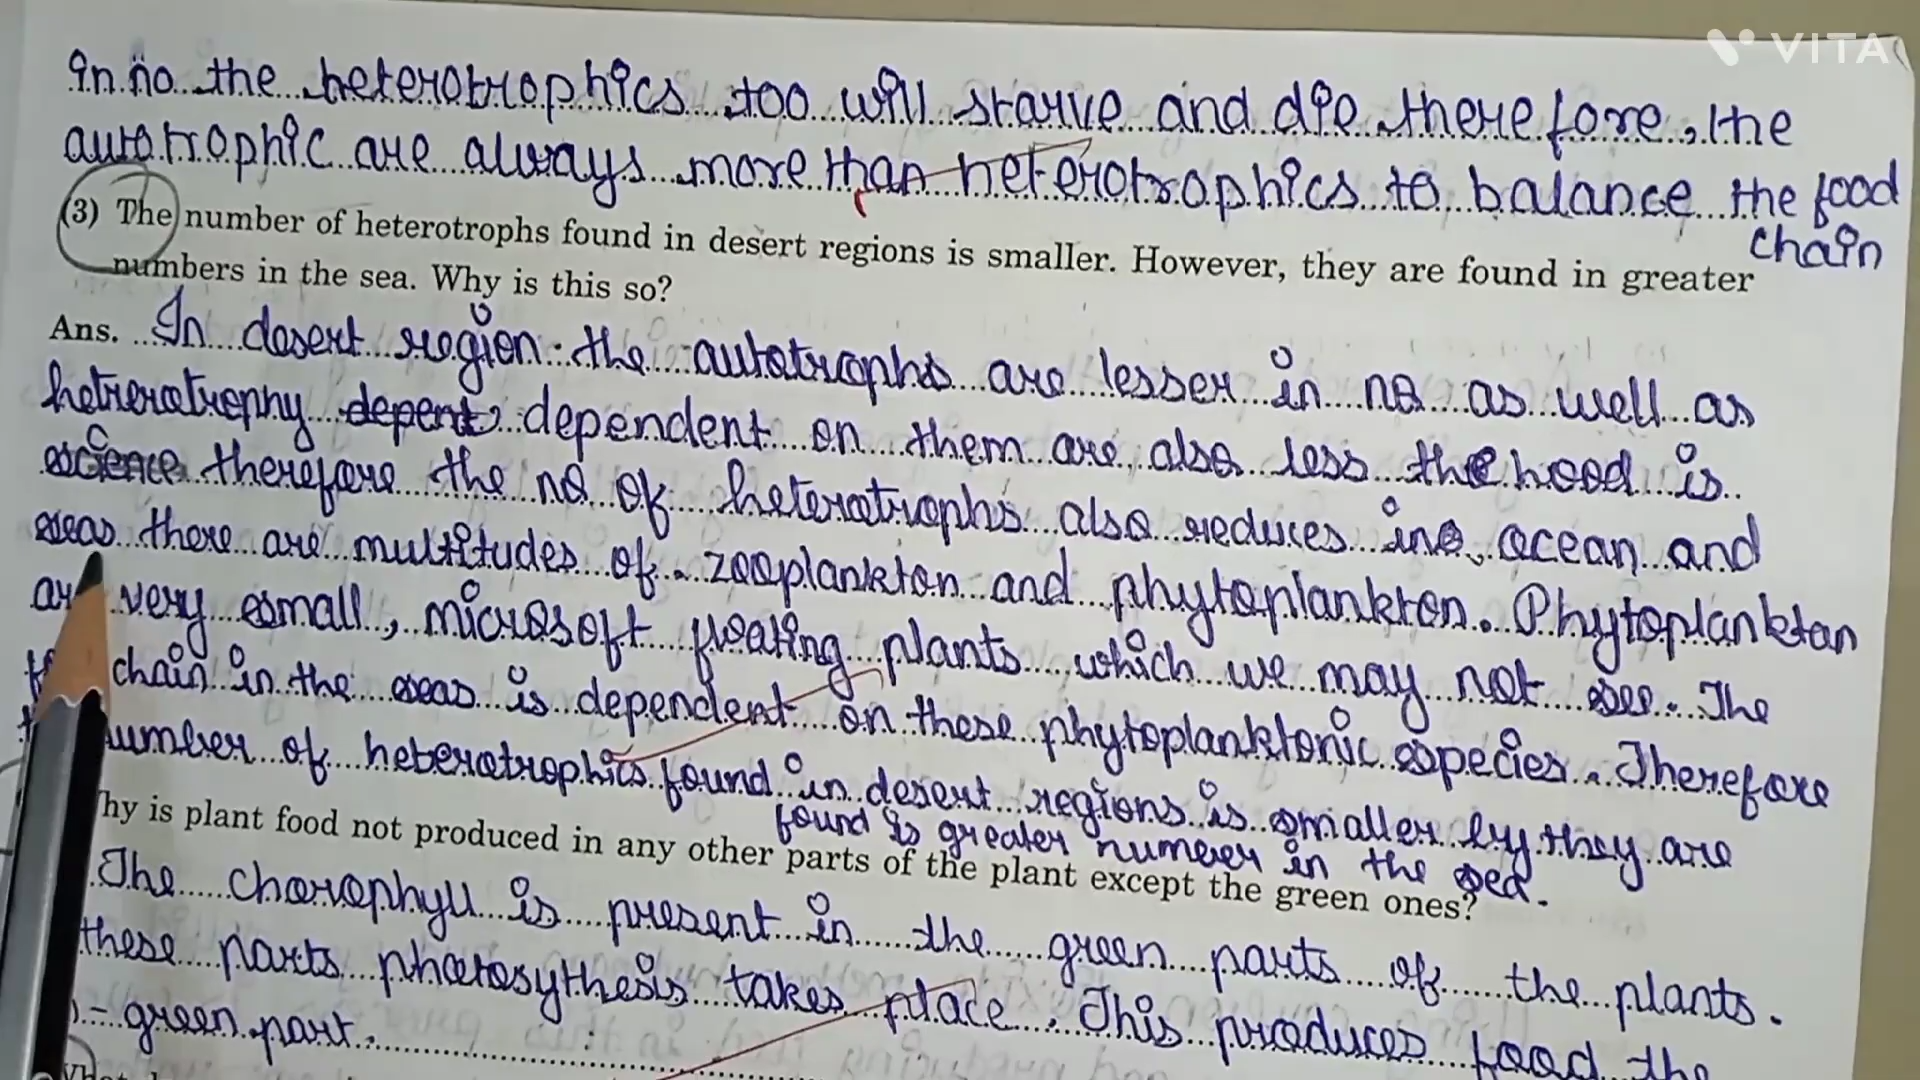 VITA
in no the heterotrophics too will starve and die therefore, the
autotrophic are always more than heterotrophics to balance the food
chain
(3) The number of heterotrophs found in desert regions is smaller. However, they are found in greater
numbers in the sea. Why is this so?
Ans. In desert region the autotrophs are lesser in no as well as
hetrerotrophy depent dependent on them are also less the hood is
science therefore the no of heterotrophs also reduces in ocean and
seas there are multitudes of zooplankton and phytoplankton. Phytoplankton
very small, microsoft floating plants which we may not see. The
chain in the seas is dependent on these phytoplanktonic species. Therefore
number of heterotrophics found in desert regions is smaller by they are
found is greater number in the sea.
hy is plant food not produced in any other parts of the plant except the green ones?
The chorophyll is present in the green parts of the plants.
these parts photosythesis takes place. This produces food the
- green part.